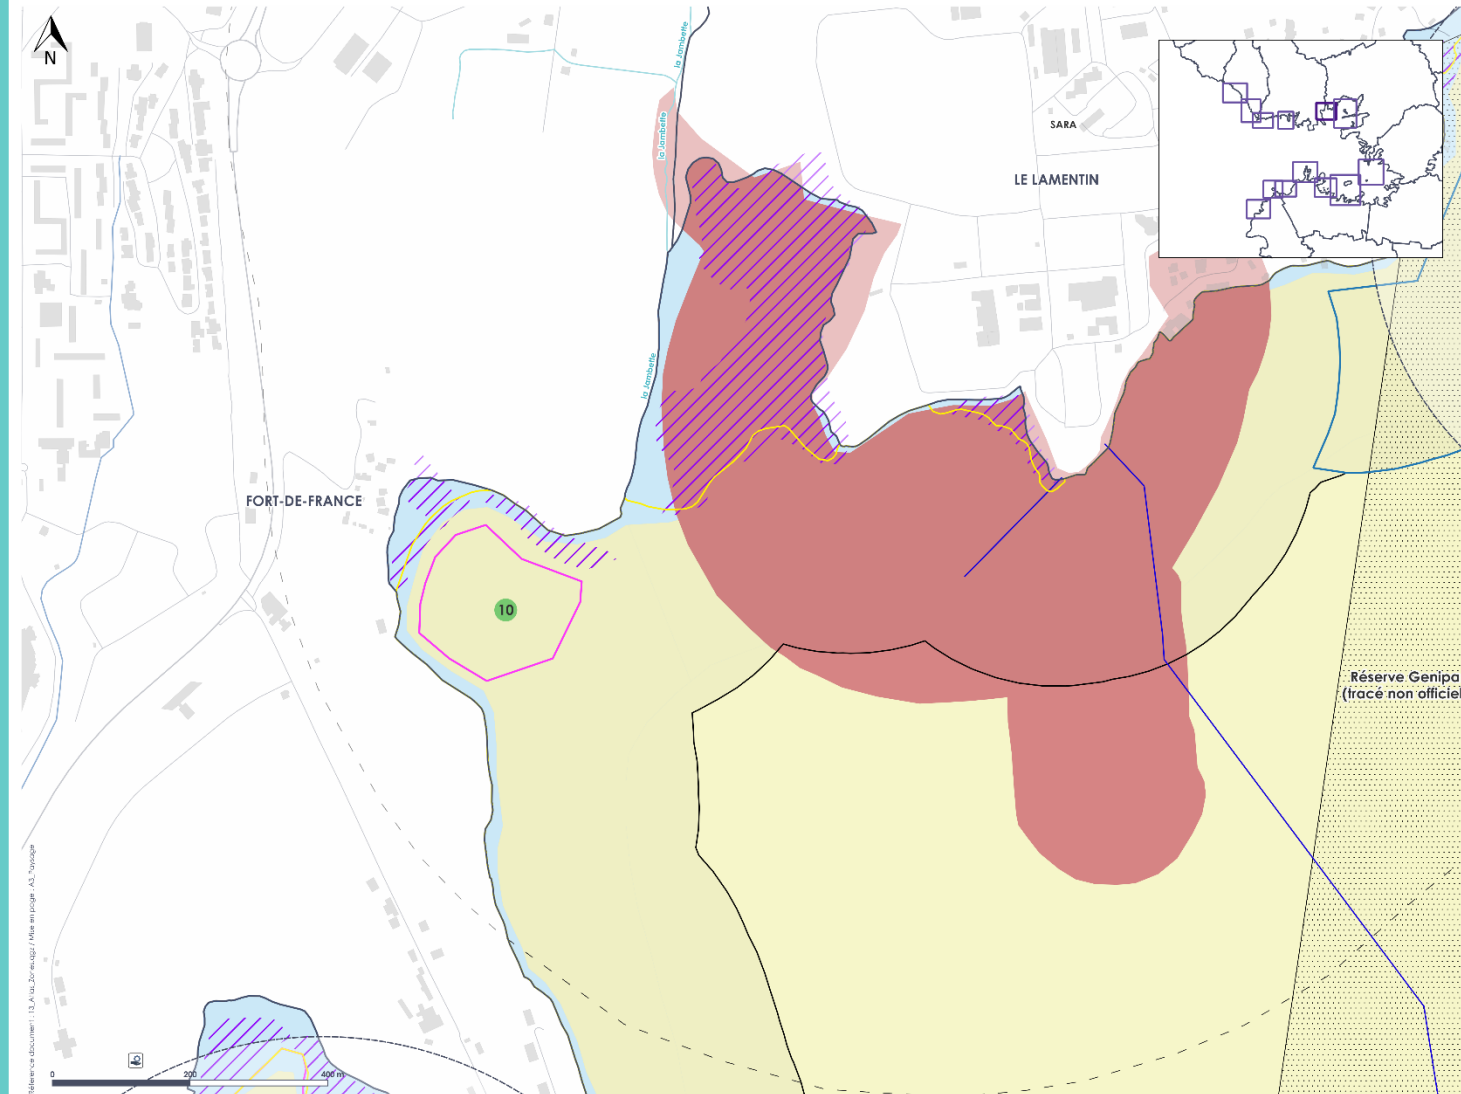 N
la Jambette
la Jambette
SARA
LE LAMENTIN
la Jambette
FORT-DE-FRANCE
10
Réserve Genipa
(tracé non officiel
0 200 400 m